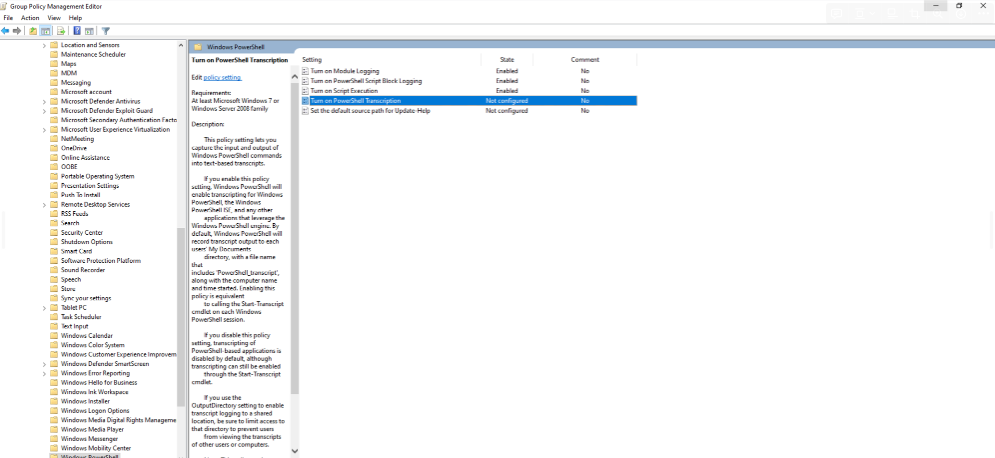 Group Policy Management Editor
File Action View Help
Location and Sensors
Maintenance Scheduler
Maps
MDM
Messaging
Microsoft account
Microsoft Defender Antivirus
Microsoft Defender Exploit Guard
Microsoft Secondary Authentication Facto
Microsoft User Experience Virtualization
NetMeeting
OneDrive
Online Assistance
OOBE
Portable Operating System
Presentation Settings
Push To Install
Remote Desktop Services
RSS Feeds
Search
Security Center
Shutdown Options
Smart Card
Software Protection Platform
Sound Recorder
Speech
Store
Sync your settings
Tablet PC
Task Scheduler
Text Input
Windows Calendar
Windows Color System
Windows Customer Experience Improvem
Windows Defender SmartScreen
Windows Error Reporting
Windows Hello for Business
Windows Ink Workspace
Windows Installer
Windows Logon Options
Windows Media Digital Rights Manageme
Windows Media Player
Windows Messenger
Windows Mobility Center
Windows PowerShell
Windows PowerShell
Turn on PowerShell Transcription
Edit policy setting.
Requirements:
At least Microsoft Windows 7 or
Windows Server 2008 family
Description:
This policy setting lets you
capture the input and output of
Windows PowerShell commands
into text-based transcripts.
If you enable this policy
setting, Windows PowerShell will
enable transcripting for Windows
PowerShell, the Windows
PowerShell ISE, and any other
applications that leverage the
Windows PowerShell engine. By
default, Windows PowerShell will
record transcript output to each
users' My Documents
directory, with a file name
that
includes 'PowerShell_transcript',
along with the computer name
and time started. Enabling this
policy is equivalent
to calling the Start-Transcript
cmdlet on each Windows
PowerShell session.
If you disable this policy
setting, transcripting of
PowerShell-based applications is
disabled by default, although
transcripting can still be enabled
through the Start-Transcript
cmdlet.
If you use the
OutputDirectory setting to enable
transcript logging to a shared
location, be sure to limit access to
that directory to prevent users
from viewing the transcripts
of other users or computers.
Setting State Comment
Turn on Module Logging Enabled No
Turn on PowerShell Script Block Logging Enabled No
Turn on Script Execution Enabled No
Turn on PowerShell Transcription Not configured No
Set the default source path for Update-Help Not configured No